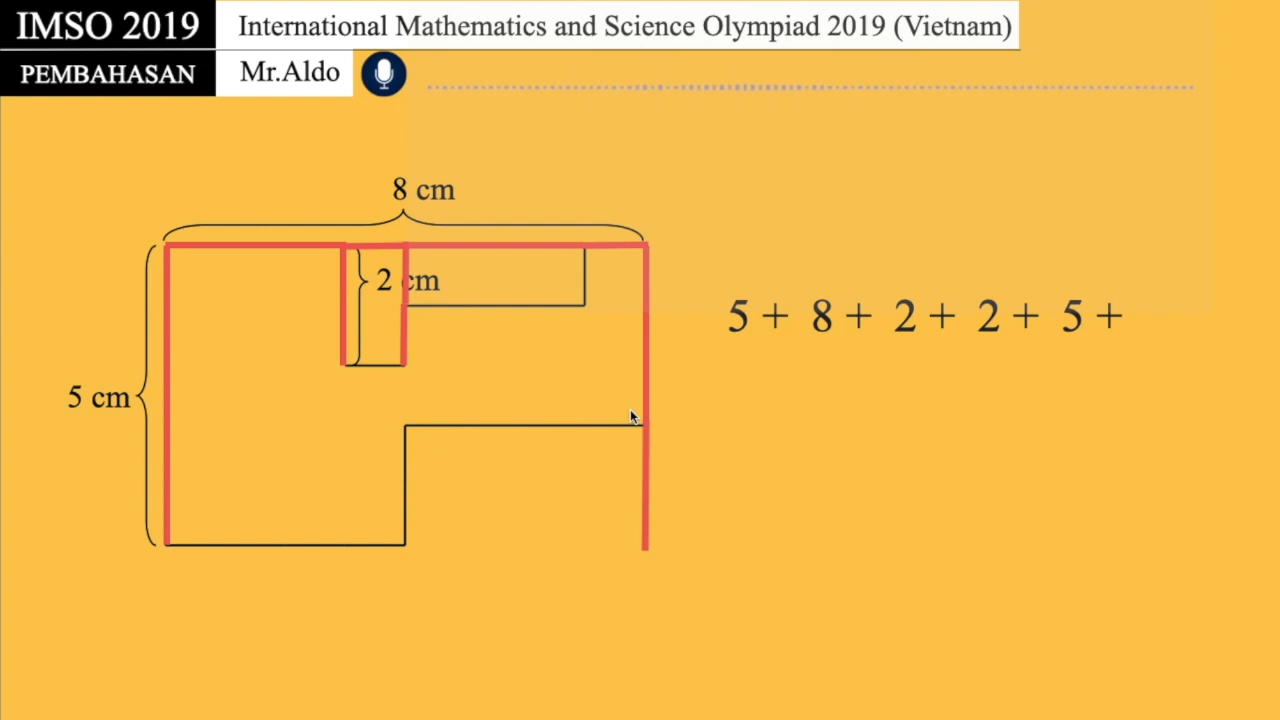 IMSO 2019
International Mathematics and Science Olympiad 2019 (Vietnam)
PEMBAHASAN
Mr.Aldo
8 cm
2 cm
5 cm
5 + 8 + 2 + 2 + 5 +